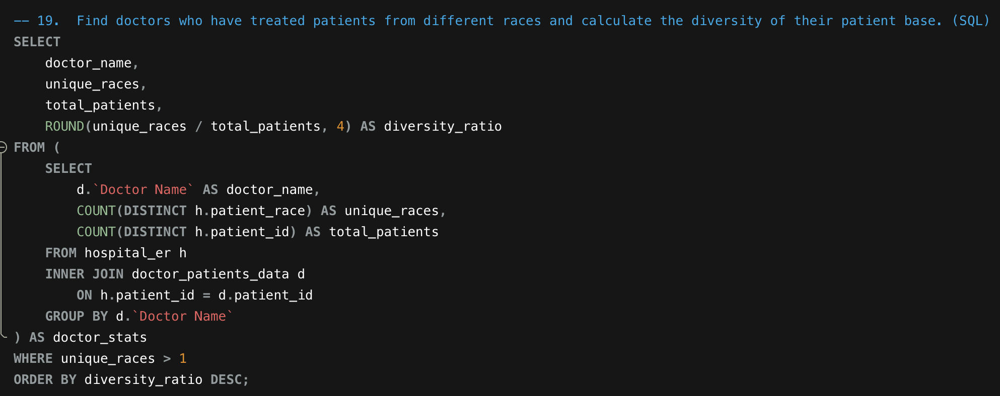 -- 19.  Find doctors who have treated patients from different races and calculate the diversity of their patient base. (SQL)
SELECT
    doctor_name,
    unique_races,
    total_patients,
    ROUND(unique_races / total_patients, 4) AS diversity_ratio
FROM (
    SELECT
        d.`Doctor Name` AS doctor_name,
        COUNT(DISTINCT h.patient_race) AS unique_races,
        COUNT(DISTINCT h.patient_id) AS total_patients
    FROM hospital_er h
    INNER JOIN doctor_patients_data d
        ON h.patient_id = d.patient_id
    GROUP BY d.`Doctor Name`
) AS doctor_stats
WHERE unique_races > 1
ORDER BY diversity_ratio DESC;